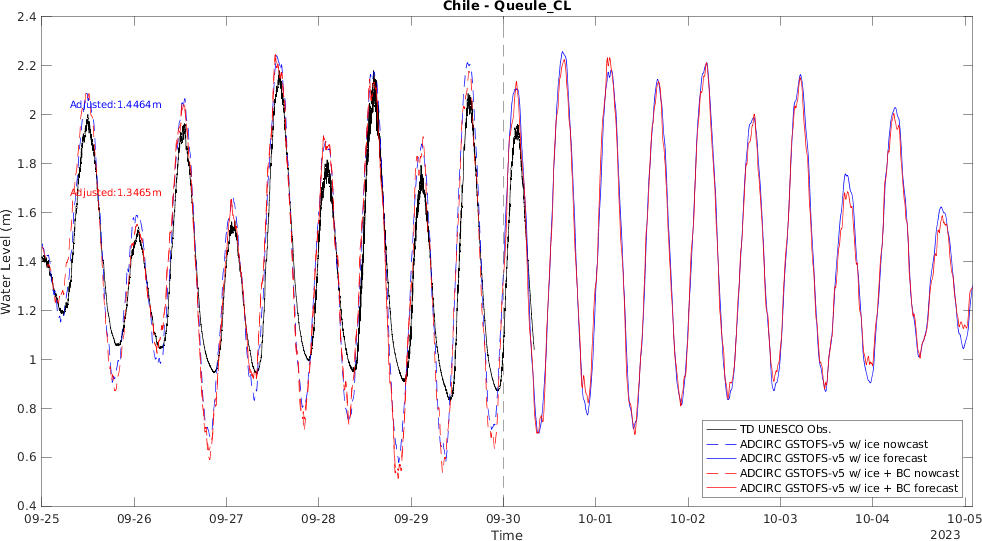 Chile - Queule_CL
2.4
2.2
2
1.8
1.6
1.4
1.2
1
0.8
0.6
0.4
Water Level (m)
Adjusted:1.4464m
Adjusted:1.3465m
TD UNESCO Obs.
ADCIRC GSTOFS-v5 w/ ice nowcast
ADCIRC GSTOFS-v5 w/ ice forecast
ADCIRC GSTOFS-v5 w/ ice + BC nowcast
ADCIRC GSTOFS-v5 w/ ice + BC forecast
09-25 09-26 09-27 09-28 09-29 09-30 10-01 10-02 10-03 10-04 10-05
Time
2023